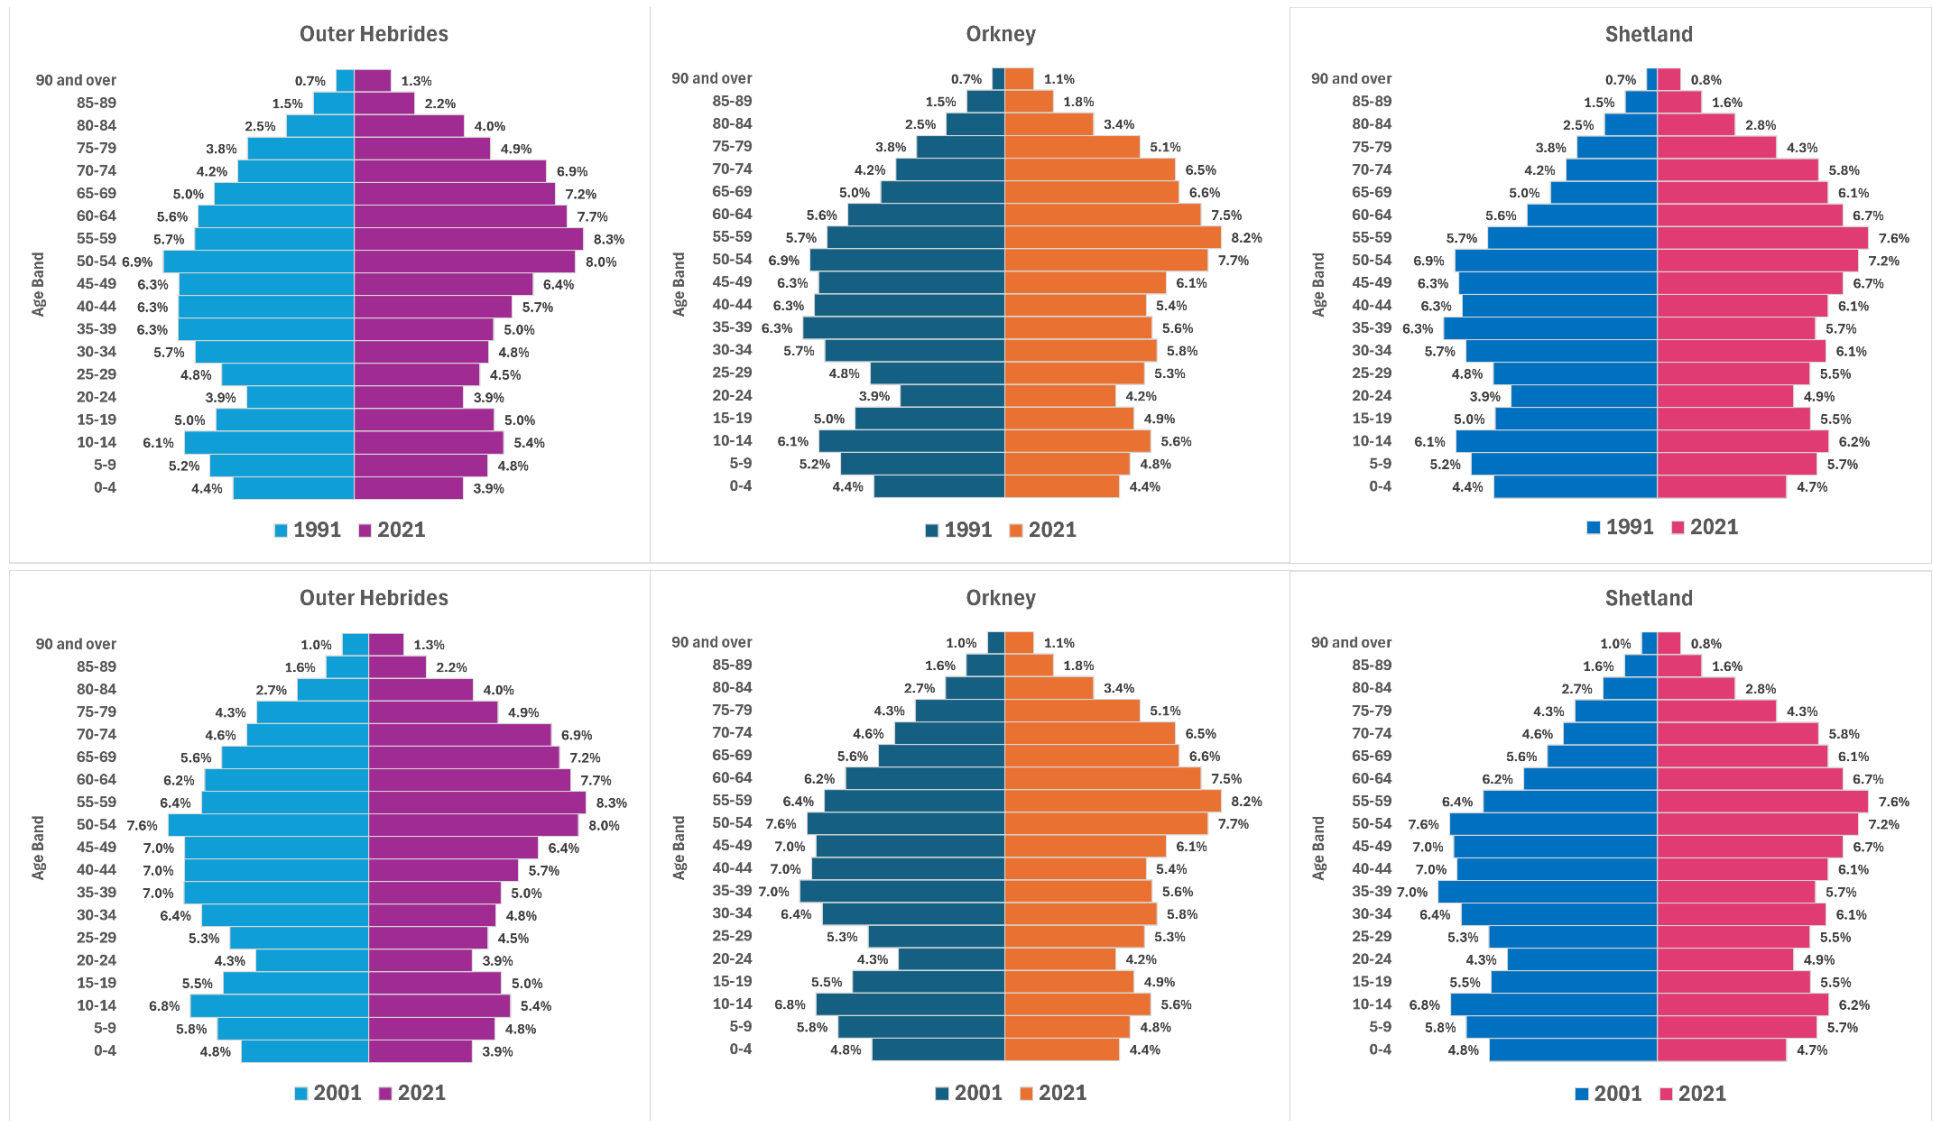 Outer Hebrides
Age Band
90 and over 0.7% 1.3%
85-89 1.5% 2.2%
80-84 2.5% 4.0%
75-79 3.8% 4.9%
70-74 4.2% 6.9%
65-69 5.0% 7.2%
60-64 5.6% 7.7%
55-59 5.7% 8.3%
50-54 6.9% 8.0%
45-49 6.3% 6.4%
40-44 6.3% 5.7%
35-39 6.3% 5.0%
30-34 5.7% 4.8%
25-29 4.8% 4.5%
20-24 3.9% 3.9%
15-19 5.0% 5.0%
10-14 6.1% 5.4%
5-9 5.2% 4.8%
0-4 4.4% 3.9%
1991 2021
Orkney
Age Band
90 and over 0.7% 1.1%
85-89 1.5% 1.8%
80-84 2.5% 3.4%
75-79 3.8% 5.1%
70-74 4.2% 6.5%
65-69 5.0% 6.6%
60-64 5.6% 7.5%
55-59 5.7% 8.2%
50-54 6.9% 7.7%
45-49 6.3% 6.1%
40-44 6.3% 5.4%
35-39 6.3% 5.6%
30-34 5.7% 5.8%
25-29 4.8% 5.3%
20-24 3.9% 4.2%
15-19 5.0% 4.9%
10-14 6.1% 5.6%
5-9 5.2% 4.8%
0-4 4.4% 4.4%
1991 2021
Shetland
Age Band
90 and over 0.7% 0.8%
85-89 1.5% 1.6%
80-84 2.5% 2.8%
75-79 3.8% 4.3%
70-74 4.2% 5.8%
65-69 5.0% 6.1%
60-64 5.6% 6.7%
55-59 5.7% 7.6%
50-54 6.9% 7.2%
45-49 6.3% 6.7%
40-44 6.3% 6.1%
35-39 6.3% 5.7%
30-34 5.7% 6.1%
25-29 4.8% 5.5%
20-24 3.9% 4.9%
15-19 5.0% 5.5%
10-14 6.1% 6.2%
5-9 5.2% 5.7%
0-4 4.4% 4.7%
1991 2021
Outer Hebrides
Age Band
90 and over 1.0% 1.3%
85-89 1.6% 2.2%
80-84 2.7% 4.0%
75-79 4.3% 4.9%
70-74 4.6% 6.9%
65-69 5.6% 7.2%
60-64 6.2% 7.7%
55-59 6.4% 8.3%
50-54 7.6% 8.0%
45-49 7.0% 6.4%
40-44 7.0% 5.7%
35-39 7.0% 5.0%
30-34 6.4% 4.8%
25-29 5.3% 4.5%
20-24 4.3% 3.9%
15-19 5.5% 5.0%
10-14 6.8% 5.4%
5-9 5.8% 4.8%
0-4 4.8% 3.9%
2001 2021
Orkney
Age Band
90 and over 1.0% 1.1%
85-89 1.6% 1.8%
80-84 2.7% 3.4%
75-79 4.3% 5.1%
70-74 4.6% 6.5%
65-69 5.6% 6.6%
60-64 6.2% 7.5%
55-59 6.4% 8.2%
50-54 7.6% 7.7%
45-49 7.0% 6.1%
40-44 7.0% 5.4%
35-39 7.0% 5.6%
30-34 6.4% 5.8%
25-29 5.3% 5.3%
20-24 4.3% 4.2%
15-19 5.5% 4.9%
10-14 6.8% 5.6%
5-9 5.8% 4.8%
0-4 4.8% 4.4%
2001 2021
Shetland
Age Band
90 and over 1.0% 0.8%
85-89 1.6% 1.6%
80-84 2.7% 2.8%
75-79 4.3% 4.3%
70-74 4.6% 5.8%
65-69 5.6% 6.1%
60-64 6.2% 6.7%
55-59 6.4% 7.6%
50-54 7.6% 7.2%
45-49 7.0% 6.7%
40-44 7.0% 6.1%
35-39 7.0% 5.7%
30-34 6.4% 6.1%
25-29 5.3% 5.5%
20-24 4.3% 4.9%
15-19 5.5% 5.5%
10-14 6.8% 6.2%
5-9 5.8% 5.7%
0-4 4.8% 4.7%
2001 2021